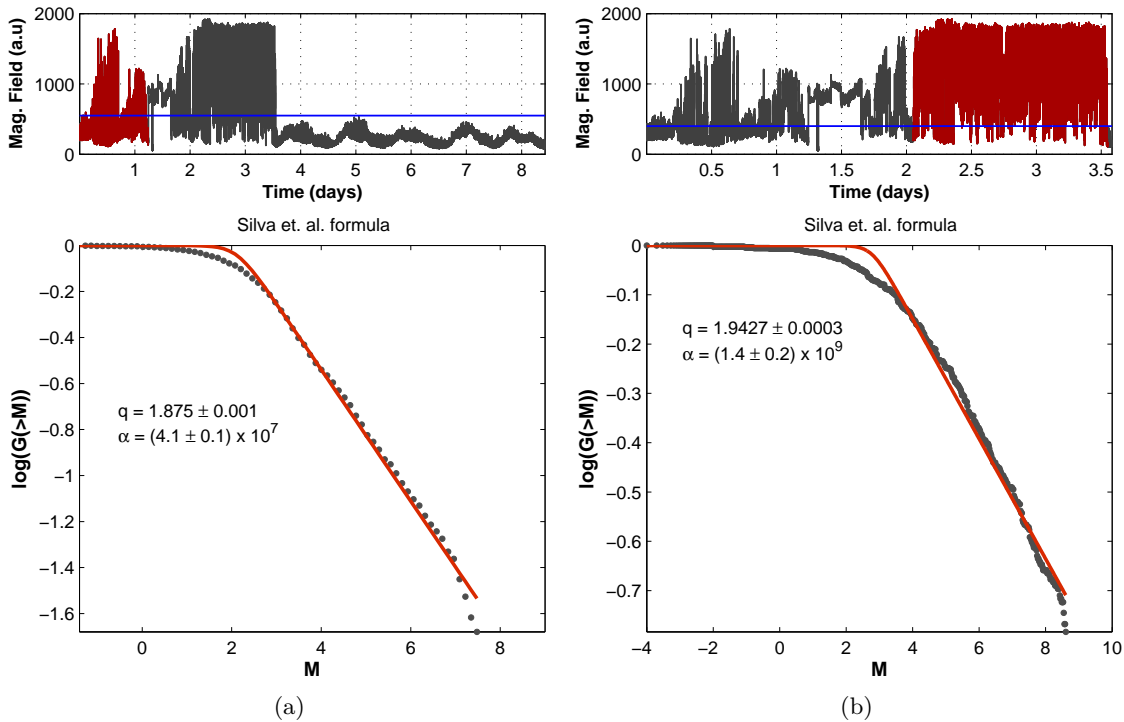 2000
1000
0
Mag. Field (a.u)
1 2 3 4 5 6 7 8
Time (days)
2000
1000
0
Mag. Field (a.u)
0.5 1 1.5 2 2.5 3 3.5
Time (days)
Silva et. al. formula
0
−0.2
−0.4
−0.6
−0.8
−1
−1.2
−1.4
−1.6
log(G(>M))
q = 1.875 ± 0.001
α = (4.1 ± 0.1) x 10^7
0 2 4 6 8
M
(a)
Silva et. al. formula
0
−0.1
−0.2
−0.3
−0.4
−0.5
−0.6
−0.7
log(G(>M))
q = 1.9427 ± 0.0003
α = (1.4 ± 0.2) x 10^9
−4 −2 0 2 4 6 8 10
M
(b)